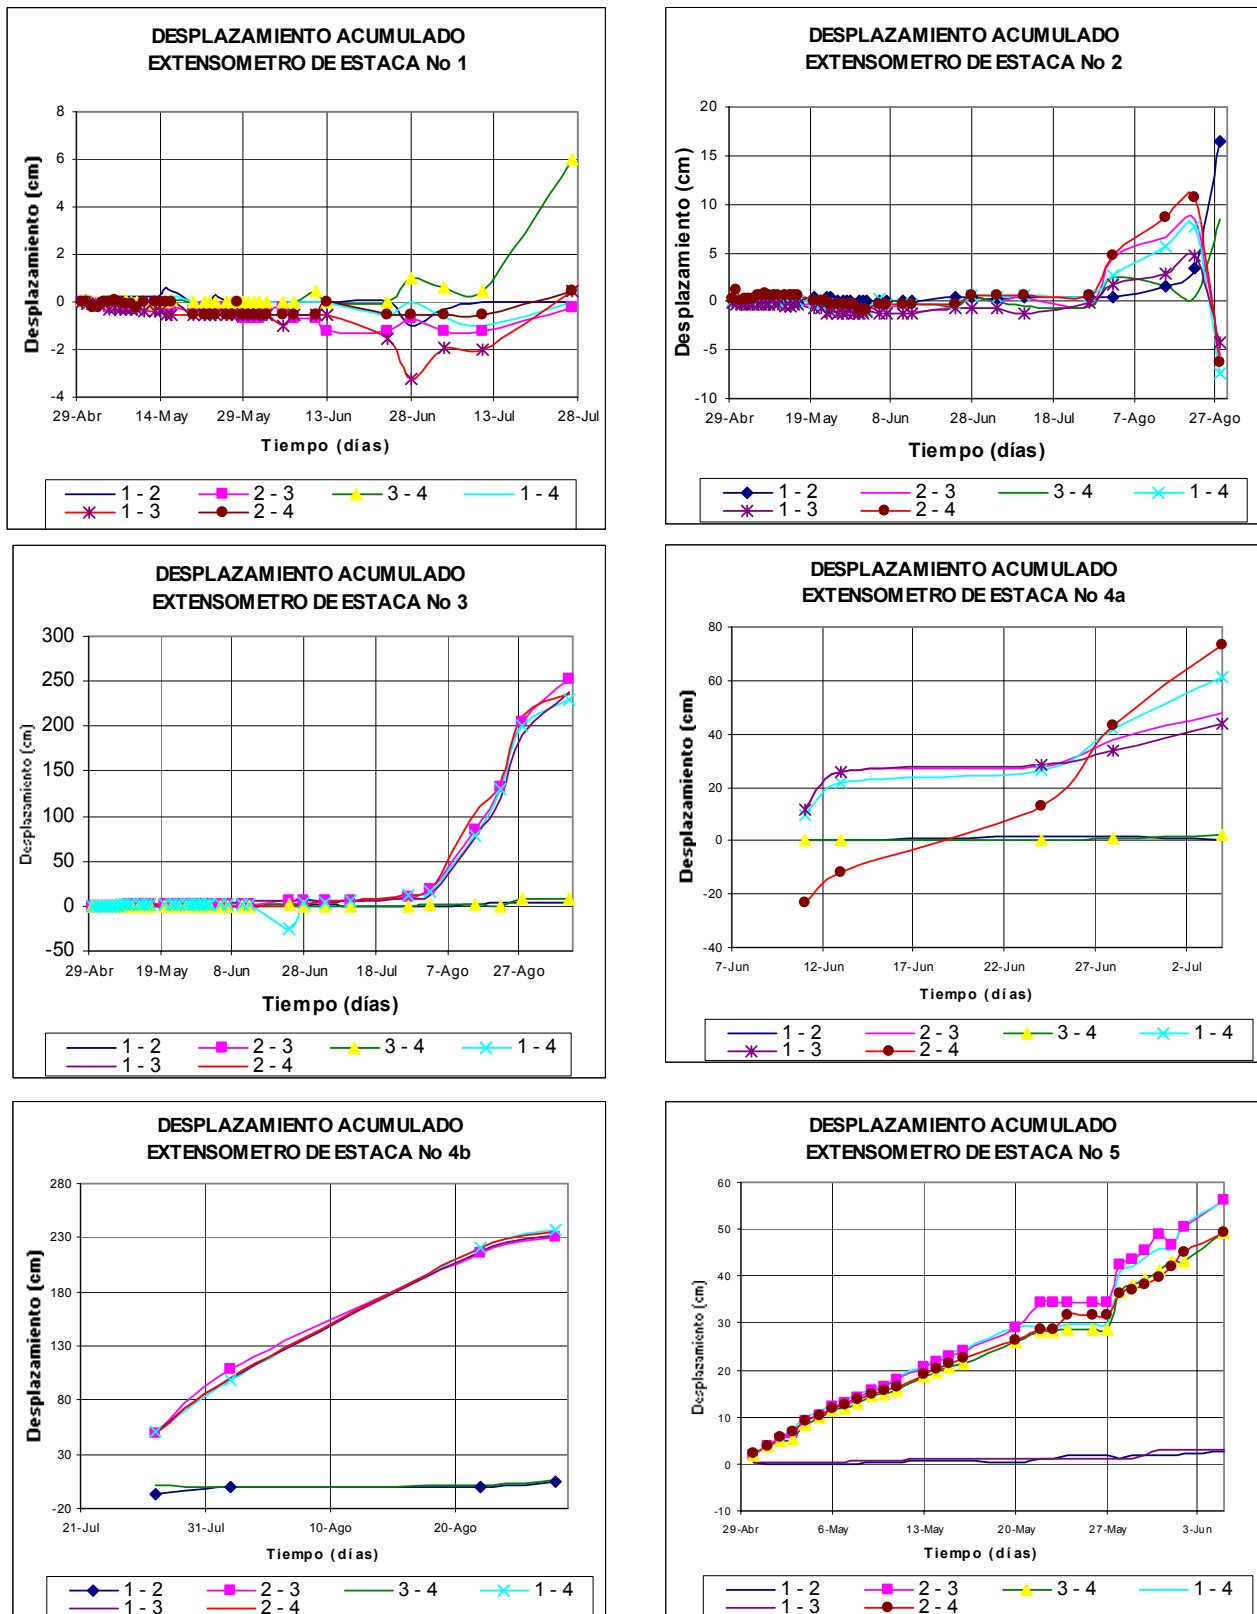 DESPLAZAMIENTO ACUMULADO
EXTENSOMETRO DE ESTACA No 1
Desplazamiento (cm)
8
6
4
2
0
-2
-4
29-Abr 14-May 29-May 13-Jun 28-Jun 13-Jul 28-Jul
Tiempo (días)
1 - 2 2 - 3 3 - 4 1 - 4
1 - 3 2 - 4
DESPLAZAMIENTO ACUMULADO
EXTENSOMETRO DE ESTACA No 2
Desplazamiento (cm)
20
15
10
5
0
-5
-10
29-Abr 19-May 8-Jun 28-Jun 18-Jul 7-Ago 27-Ago
Tiempo (días)
1 - 2 2 - 3 3 - 4 1 - 4
1 - 3 2 - 4
DESPLAZAMIENTO ACUMULADO
EXTENSOMETRO DE ESTACA No 3
Desplazamiento (cm)
300
250
200
150
100
50
0
-50
29-Abr 19-May 8-Jun 28-Jun 18-Jul 7-Ago 27-Ago
Tiempo (días)
1 - 2 2 - 3 3 - 4 1 - 4
1 - 3 2 - 4
DESPLAZAMIENTO ACUMULADO
EXTENSOMETRO DE ESTACA No 4a
Desplazamiento (cm)
80
60
40
20
0
-20
-40
7-Jun 12-Jun 17-Jun 22-Jun 27-Jun 2-Jul
Tiempo (días)
1 - 2 2 - 3 3 - 4 1 - 4
1 - 3 2 - 4
DESPLAZAMIENTO ACUMULADO
EXTENSOMETRO DE ESTACA No 4b
Desplazamiento (cm)
280
230
180
130
80
30
-20
21-Jul 31-Jul 10-Ago 20-Ago
Tiempo (días)
1 - 2 2 - 3 3 - 4 1 - 4
1 - 3 2 - 4
DESPLAZAMIENTO ACUMULADO
EXTENSOMETRO DE ESTACA No 5
Desplazamiento (cm)
60
50
40
30
20
10
0
-10
29-Abr 6-May 13-May 20-May 27-May 3-Jun
Tiempo (días)
1 - 2 2 - 3 3 - 4 1 - 4
1 - 3 2 - 4